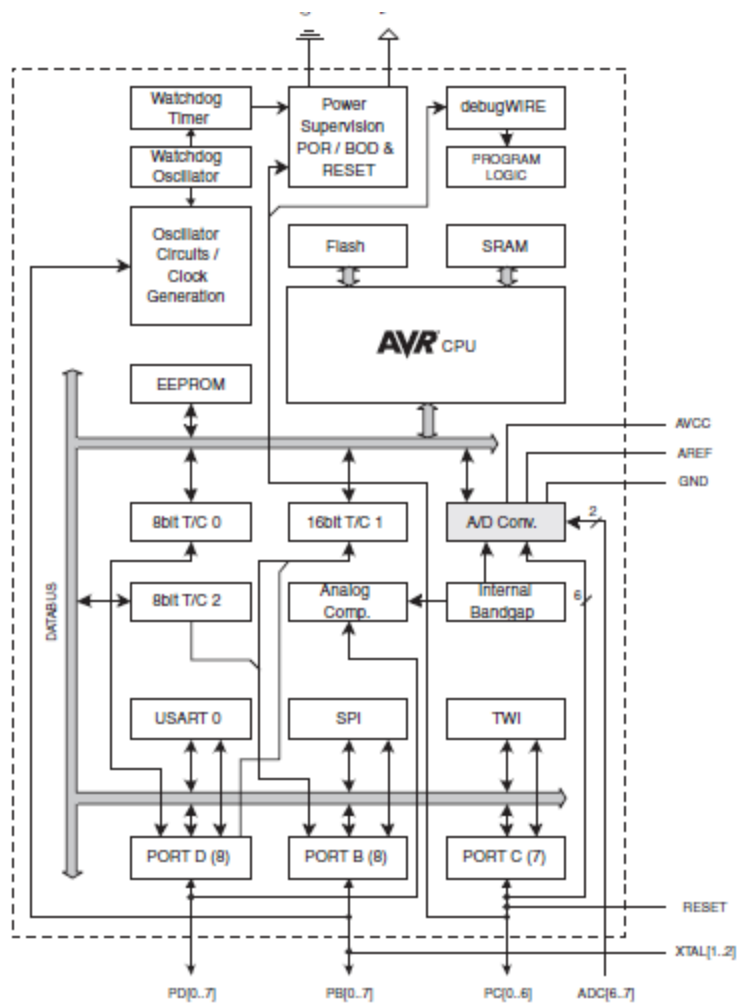 Watchdog
Timer
Power
Supervision
POR / BOD &
RESET
debugWIRE
Watchdog
Oscillator
PROGRAM
LOGIC
Oscillator
Circuits /
Clock
Generation
Flash
SRAM
AVR CPU
EEPROM
AVCC
AREF
GND
8bit T/C 0
16bit T/C 1
A/D Conv.
2
DATABUS
8bit T/C 2
Analog
Comp.
Internal
Bandgap
6
USART 0
SPI
TWI
PORT D (8)
PORT B (8)
PORT C (7)
RESET
XTAL[1..2]
PD[0..7]
PB[0..7]
PC[0..6]
ADC[6..7]